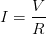 I = V/R